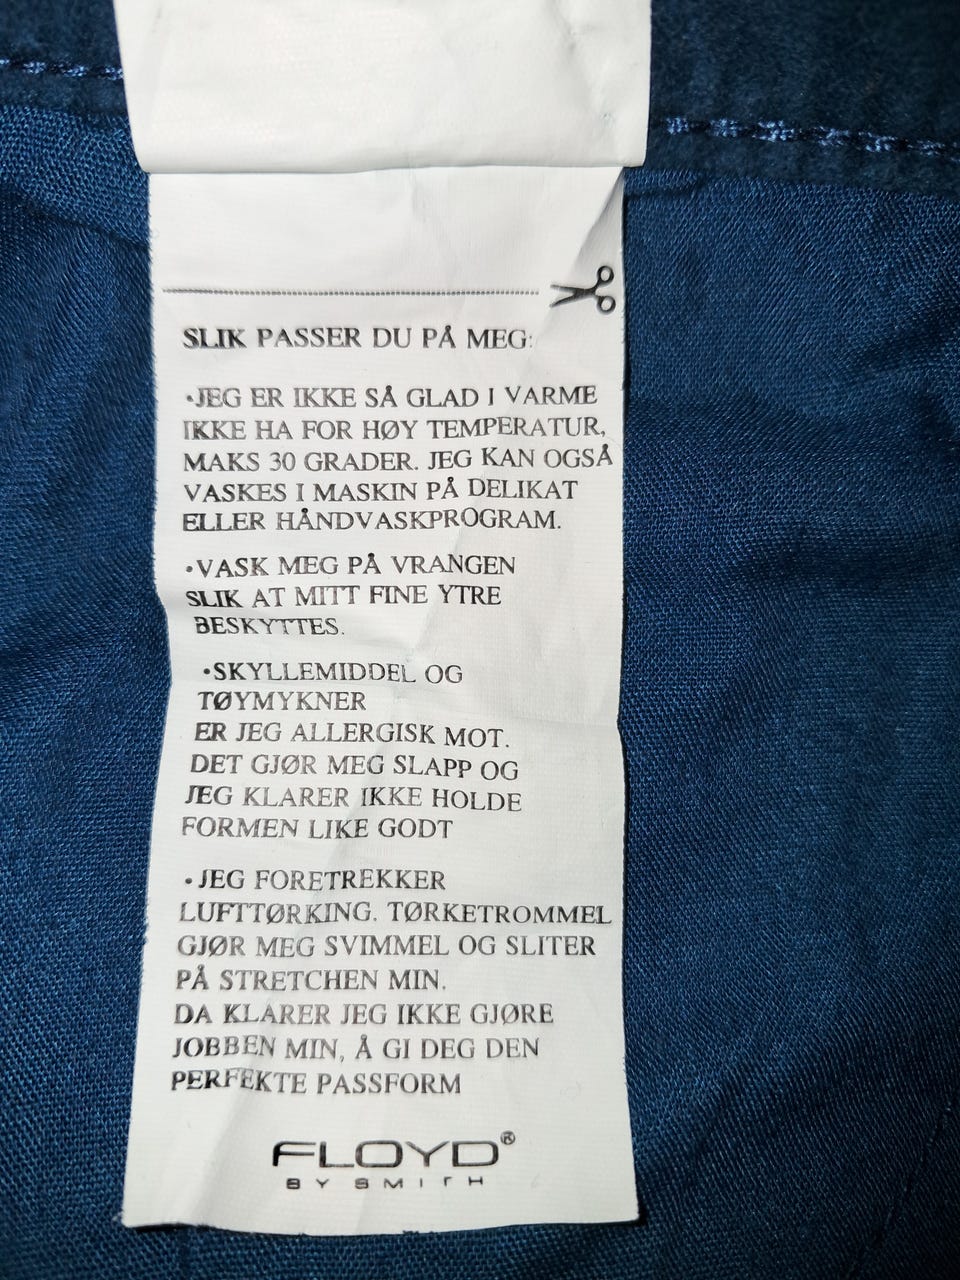 SLIK PASSER DU PÅ MEG:
•JEG ER IKKE SÅ GLAD I VARME
IKKE HA FOR HØY TEMPERATUR,
MAKS 30 GRADER. JEG KAN OGSÅ
VASKES I MASKIN PÅ DELIKAT
ELLER HÅNDVASKPROGRAM.
•VASK MEG PÅ VRANGEN
SLIK AT MITT FINE YTRE
BESKYTTES.
•SKYLLEMIDDEL OG
TØYMYKNER
ER JEG ALLERGISK MOT.
DET GJØR MEG SLAPP OG
JEG KLARER IKKE HOLDE
FORMEN LIKE GODT
•JEG FORETREKKER
LUFTTØRKING. TØRKETROMMEL
GJØR MEG SVIMMEL OG SLITER
PÅ STRETCHEN MIN.
DA KLARER JEG IKKE GJØRE
JOBBEN MIN, Å GI DEG DEN
PERFEKTE PASSFORM
FLOYD®
BY SMITH